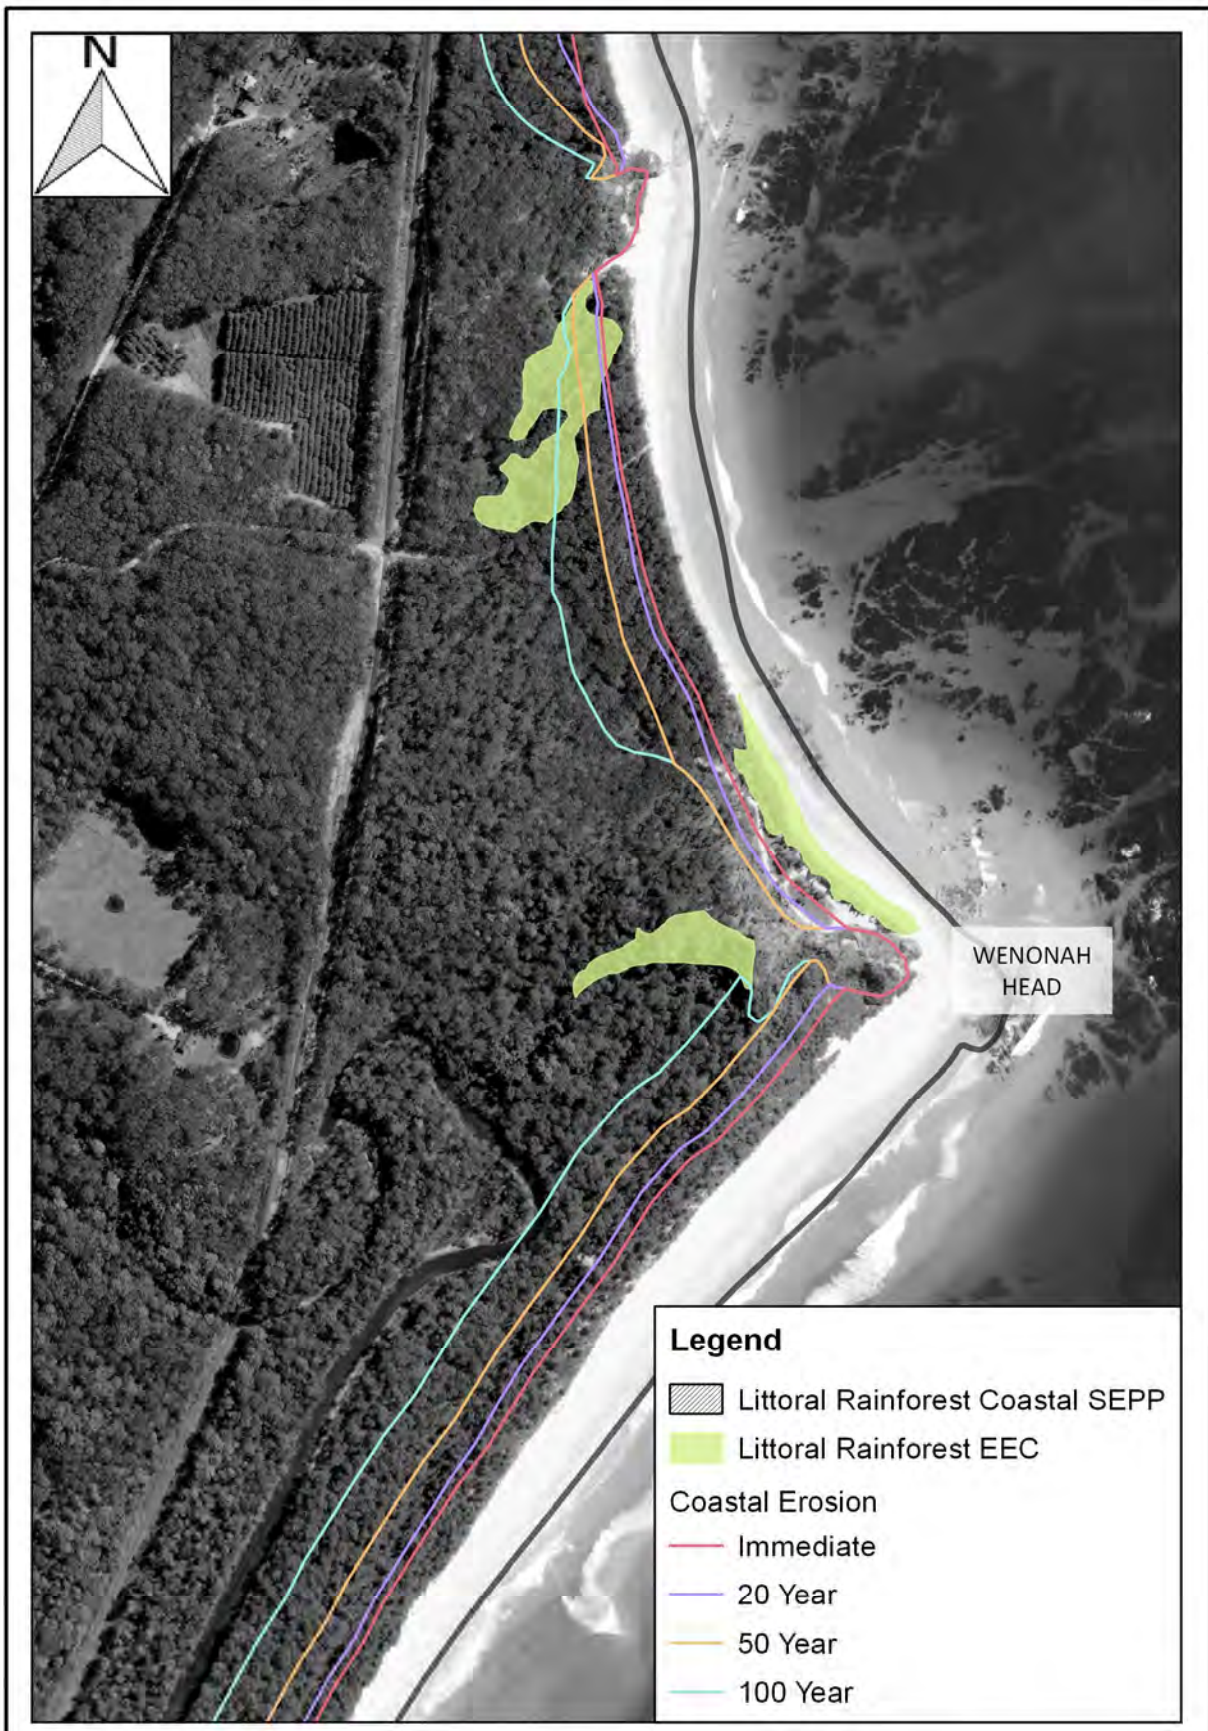 N
WENONAH
HEAD
Legend
Littoral Rainforest Coastal SEPP
Littoral Rainforest EEC
Coastal Erosion
Immediate
20 Year
50 Year
100 Year